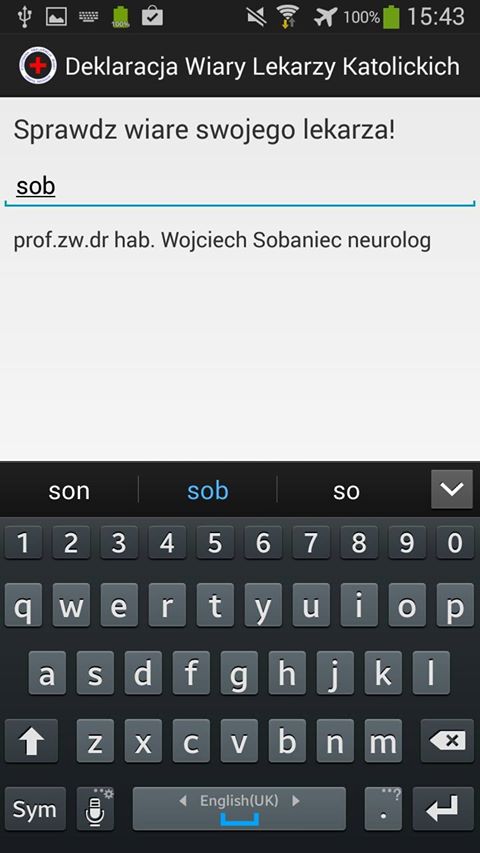 100% 100% 15:43
Deklaracja Wiary Lekarzy Katolickich
Sprawdz wiare swojego lekarza!
sob
prof.zw.dr hab. Wojciech Sobaniec neurolog
son sob so
1 2 3 4 5 6 7 8 9 0
q w e r t y u i o p
a s d f g h j k l
z x c v b n m
Sym English(UK) . ?